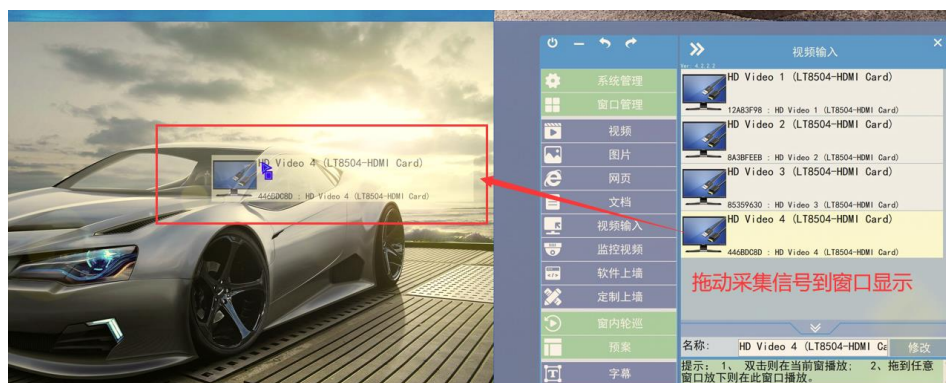 HD Video 4 (LT8504-HDMI Card)
446BDC8D : HD Video 4 (LT8504-HDMI Card)
系统管理
窗口管理
视频
图片
网页
文档
视频输入
监控视频
软件上墙
定制上墙
窗内轮巡
预案
字幕
视频输入
Ver: 4.2.2.2
HD Video 1 (LT8504-HDMI Card)
12A83F98 : HD Video 1 (LT8504-HDMI Card)
HD Video 2 (LT8504-HDMI Card)
8A3BFEEB : HD Video 2 (LT8504-HDMI Card)
HD Video 3 (LT8504-HDMI Card)
85359630 : HD Video 3 (LT8504-HDMI Card)
HD Video 4 (LT8504-HDMI Card)
446BDC8D : HD Video 4 (LT8504-HDMI Card)
拖动采集信号到窗口显示
名称: HD Video 4 (LT8504-HDMI Ca 修改
提示: 1、 双击则在当前窗播放; 2、拖到任意
窗口放下则在此窗口播放。